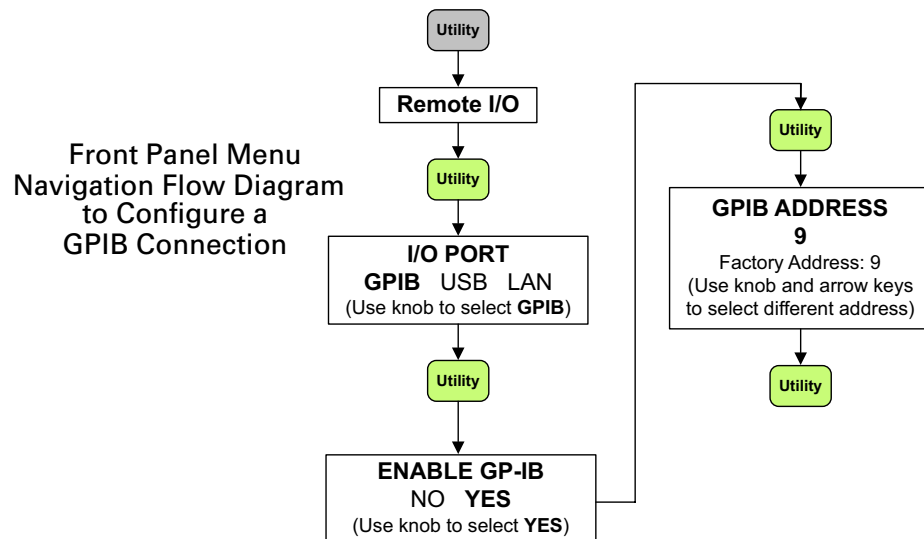 Front Panel Menu
Navigation Flow Diagram
to Configure a
GPIB Connection
Utility
Remote I/O
Utility
I/O PORT
GPIB USB LAN
(Use knob to select GPIB)
Utility
ENABLE GP-IB
NO YES
(Use knob to select YES)
Utility
GPIB ADDRESS
9
Factory Address: 9
(Use knob and arrow keys
to select different address)
Utility